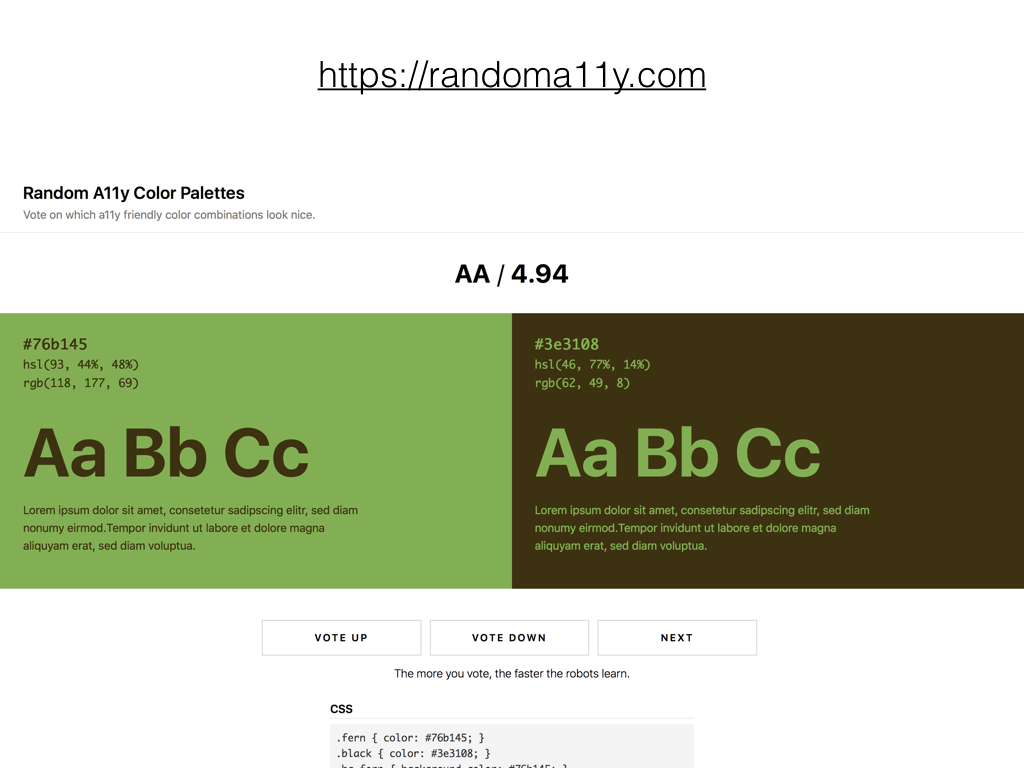 https://randoma11y.com
Random A11y Color Palettes
Vote on which a11y friendly color combinations look nice.
AA / 4.94
#76b145
hsl(93, 44%, 48%)
rgb(118, 177, 69)
Aa Bb Cc
Lorem ipsum dolor sit amet, consetetur sadipscing elitr, sed diam
nonumy eirmod.Tempor invidunt ut labore et dolore magna
aliquyam erat, sed diam voluptua.
#3e3108
hsl(46, 77%, 14%)
rgb(62, 49, 8)
Aa Bb Cc
Lorem ipsum dolor sit amet, consetetur sadipscing elitr, sed diam
nonumy eirmod.Tempor invidunt ut labore et dolore magna
aliquyam erat, sed diam voluptua.
VOTE UP
VOTE DOWN
NEXT
The more you vote, the faster the robots learn.
CSS
.fern { color: #76b145; }
.black { color: #3e3108; }
.bg-fern { background-color: #76b145; }